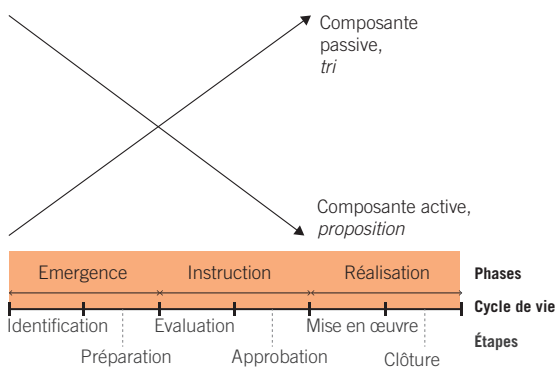 Composante
passive,
tri
Composante active,
proposition
Emergence Instruction Réalisation Phases
Cycle de vie
Identification Evaluation Mise en œuvre
Étapes
Préparation Approbation Clôture